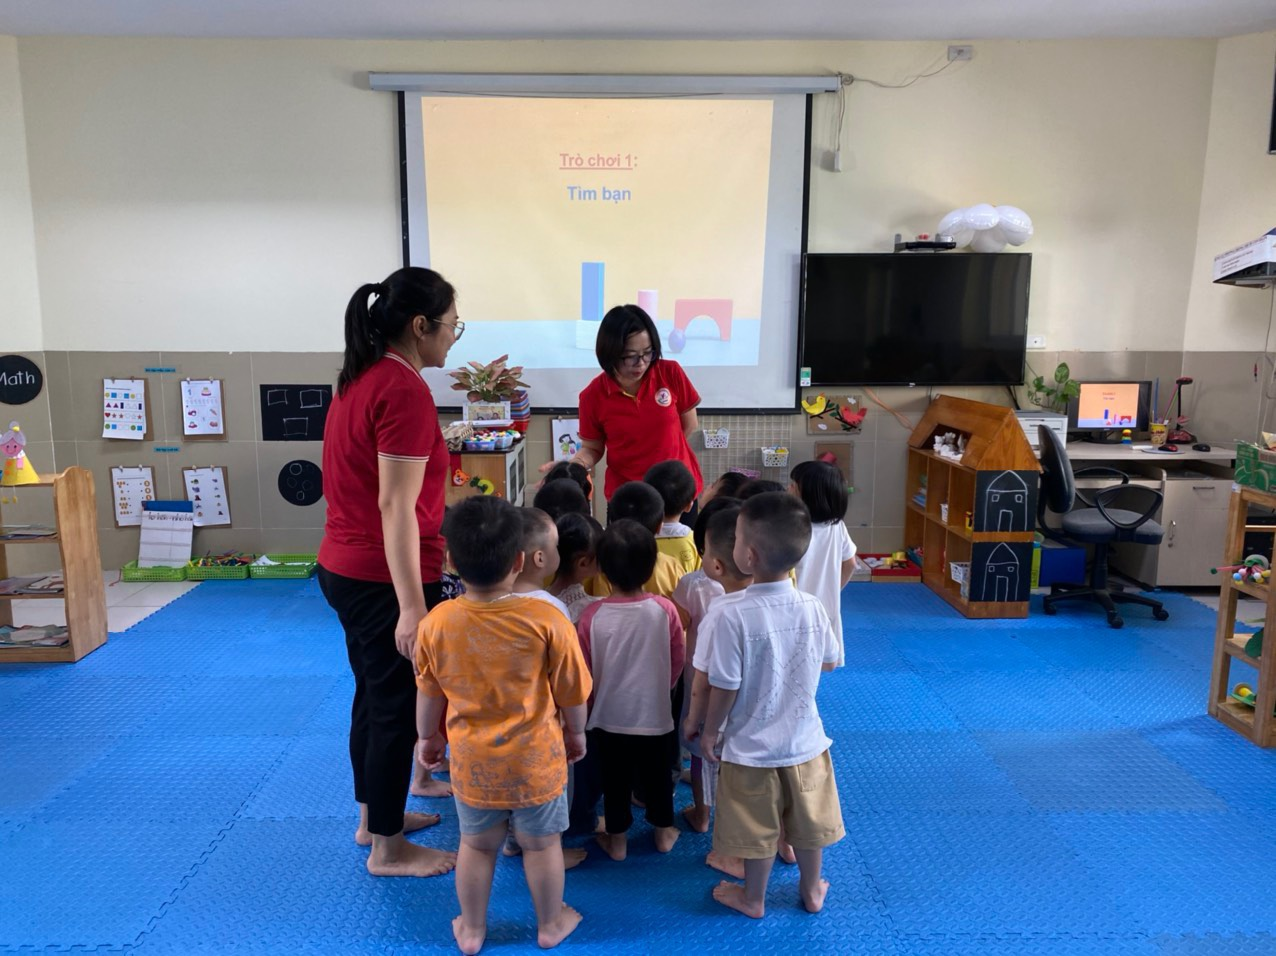 Trò chơi 1:
Tìm bạn
Math